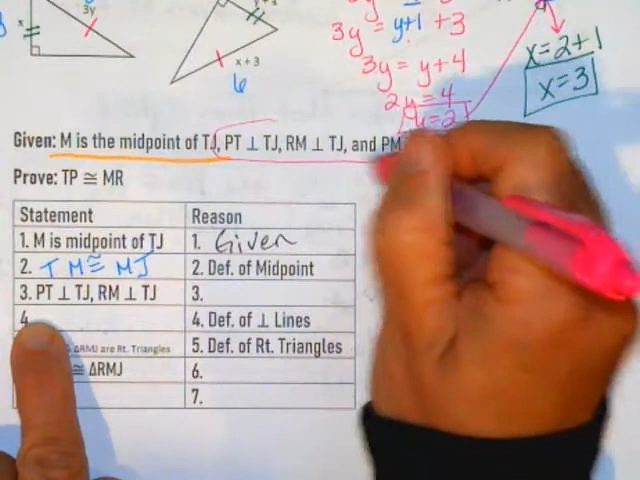 3y
x
x + 3
6
3y = y+1 + 3
3y = y+4
2y = 4
y = 2
x = 2 + 1
x = 3
Given: M is the midpoint of TJ, PT ⊥ TJ, RM ⊥ TJ, and PM
Prove: TP ≅ MR
Statement Reason
1. M is midpoint of TJ 1. Given
2. TM ≅ MJ 2. Def. of Midpoint
3. PT ⊥ TJ, RM ⊥ TJ 3.
4 4. Def. of ⊥ Lines
ΔRMJ are Rt. Triangles 5. Def. of Rt. Triangles
≅ ΔRMJ 6.
7.